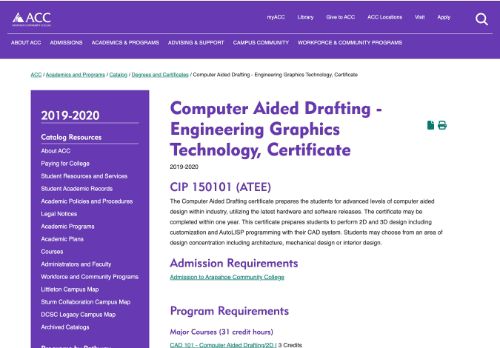 ACC
myACC Library Give to ACC ACC Locations Visit Apply
ABOUT ACC ADMISSIONS ACADEMICS & PROGRAMS ADVISING & SUPPORT CAMPUS COMMUNITY WORKFORCE & COMMUNITY PROGRAMS
ACC / Academics and Programs / Catalog / Degrees and Certificates / Computer Aided Drafting - Engineering Graphics Technology, Certificate
2019-2020
Catalog Resources
About ACC
Paying for College
Student Resources and Services
Student Academic Records
Academic Policies and Procedures
Legal Notices
Academic Programs
Academic Plans
Courses
Administrators and Faculty
Workforce and Community Programs
Littleton Campus Map
Sturm Collaboration Campus Map
DCSC Legacy Campus Map
Archived Catalogs
Computer Aided Drafting -
Engineering Graphics
Technology, Certificate
2019-2020
CIP 150101 (ATEE)
The Computer Aided Drafting certificate prepares the students for advanced levels of computer aided
design within industry, utilizing the latest hardware and software releases. The certificate may be
completed within one year. This certificate prepares students to perform 2D and 3D design including
customization and AutoLISP programming with their CAD system. Students may choose from an area of
design concentration including architecture, mechanical design or interior design.
Admission Requirements
Admission to Arapahoe Community College
Program Requirements
Major Courses (31 credit hours)
CAD 101 - Computer Aided Drafting/2D I 3 Credits